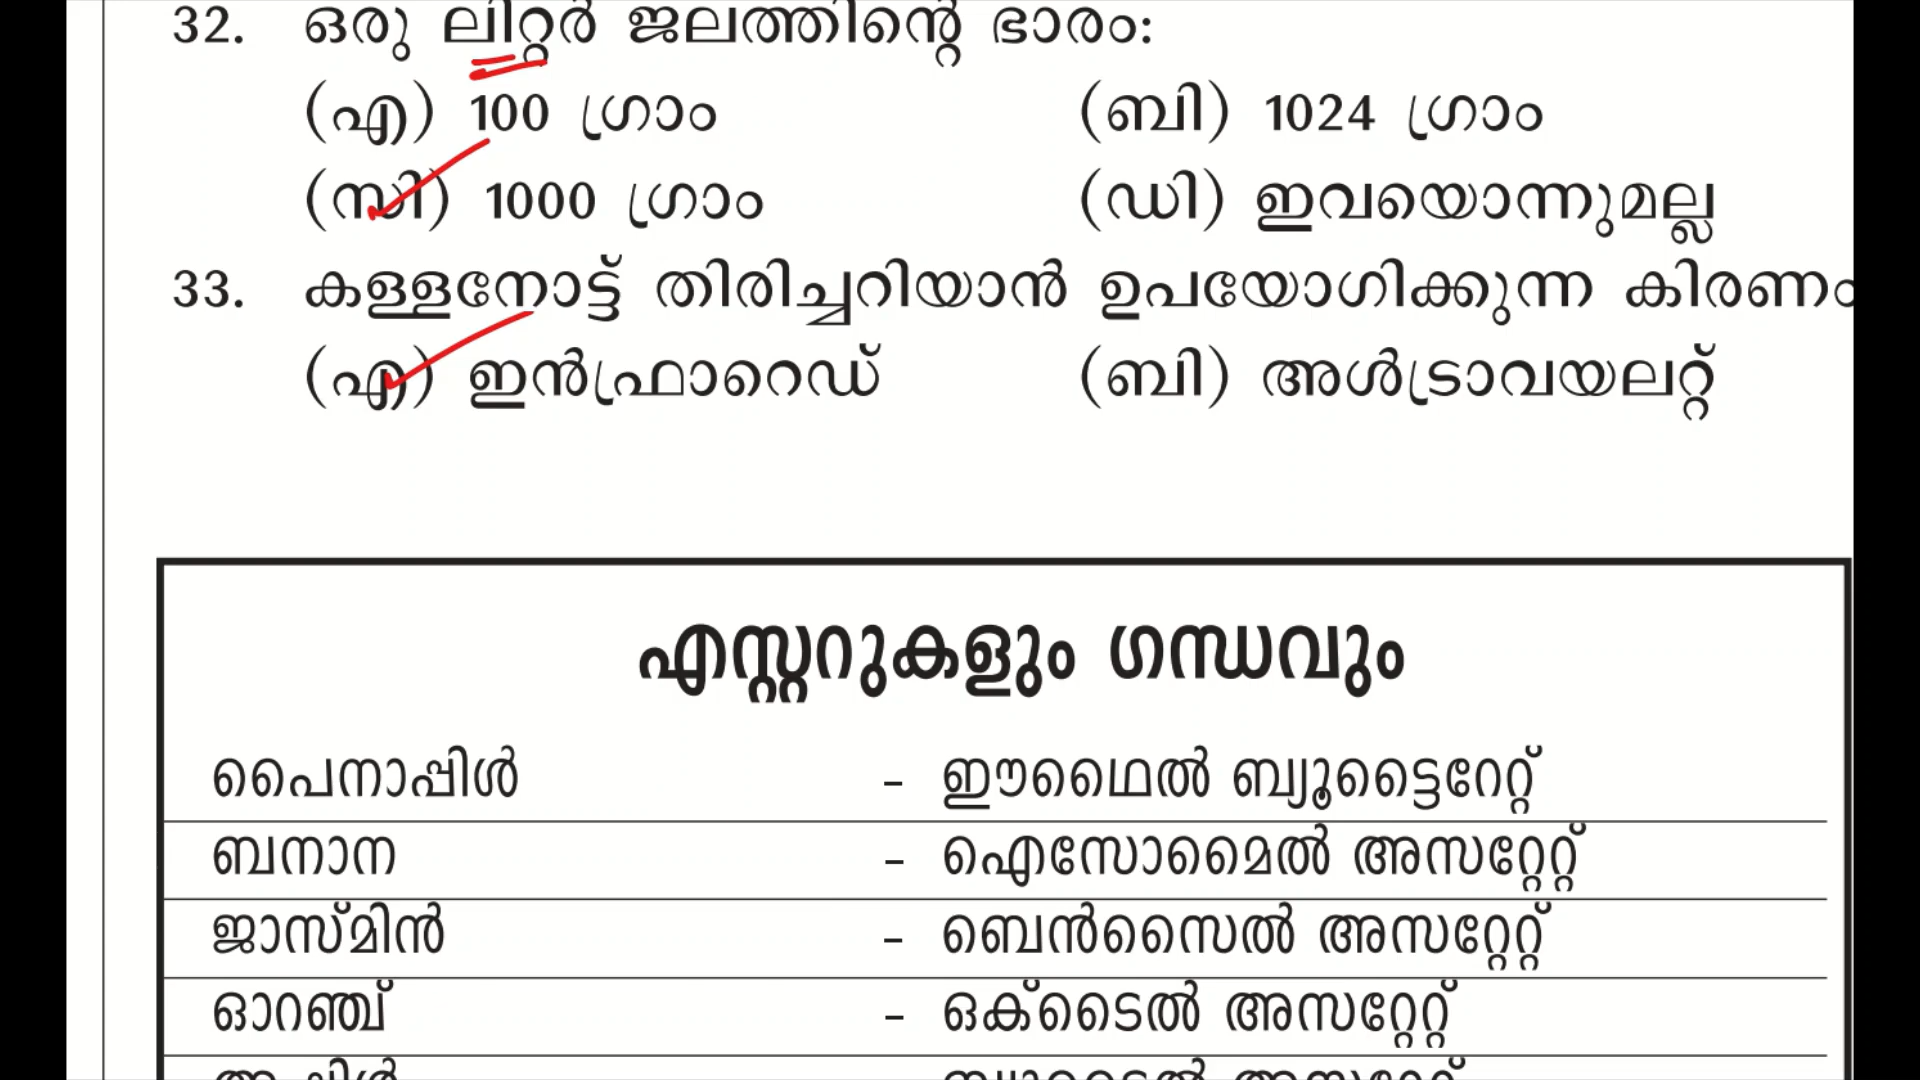 32. ഒരു ലിറ്റർ ജലത്തിന്റെ ഭാരം:
(എ) 100 ഗ്രാം (ബി) 1024 ഗ്രാം
(സി) 1000 ഗ്രാം (ഡി) ഇവയൊന്നുമല്ല
33. കള്ളനോട്ട് തിരിച്ചറിയാൻ ഉപയോഗിക്കുന്ന കിരണം
(എ) ഇൻഫ്രാറെഡ് (ബി) അൾട്രാവയലറ്റ്
എസ്റ്ററുകളും ഗന്ധവും
പൈനാപ്പിൾ - ഈഥൈൽ ബ്യൂട്ടൈറേറ്റ്
ബനാന - ഐസോമൈൽ അസറ്റേറ്റ്
ജാസ്മിൻ - ബെൻസൈൽ അസറ്റേറ്റ്
ഓറഞ്ച് - ഒക്ടൈൽ അസറ്റേറ്റ്